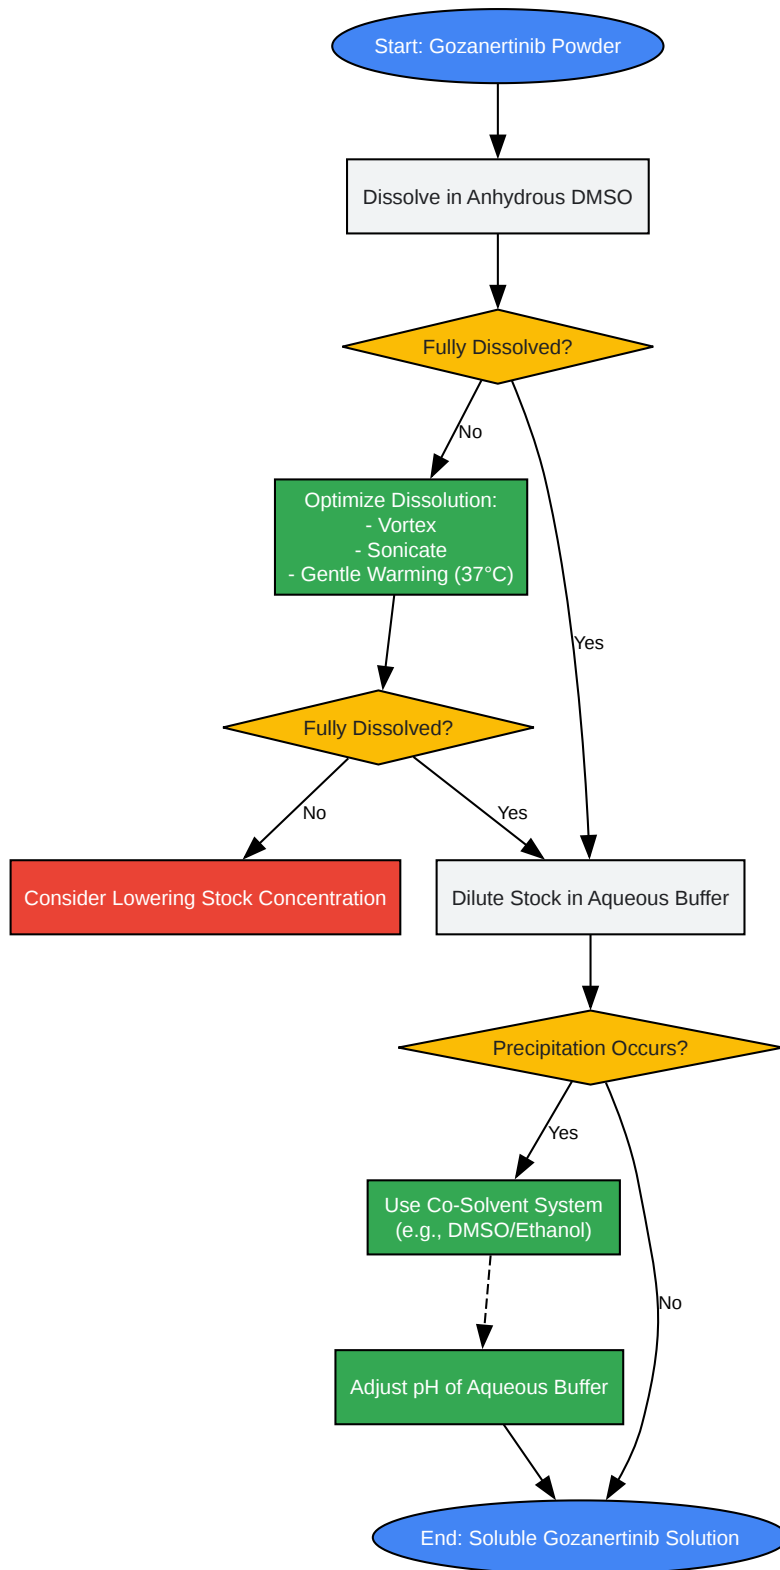 Start: Gozanertinib Powder
Dissolve in Anhydrous DMSO
Fully Dissolved?
No
Optimize Dissolution:
- Vortex
- Sonicate
- Gentle Warming (37°C)
Yes
Fully Dissolved?
No
Yes
Consider Lowering Stock Concentration
Dilute Stock in Aqueous Buffer
Precipitation Occurs?
Yes
Use Co-Solvent System
(e.g., DMSO/Ethanol)
No
Adjust pH of Aqueous Buffer
End: Soluble Gozanertinib Solution